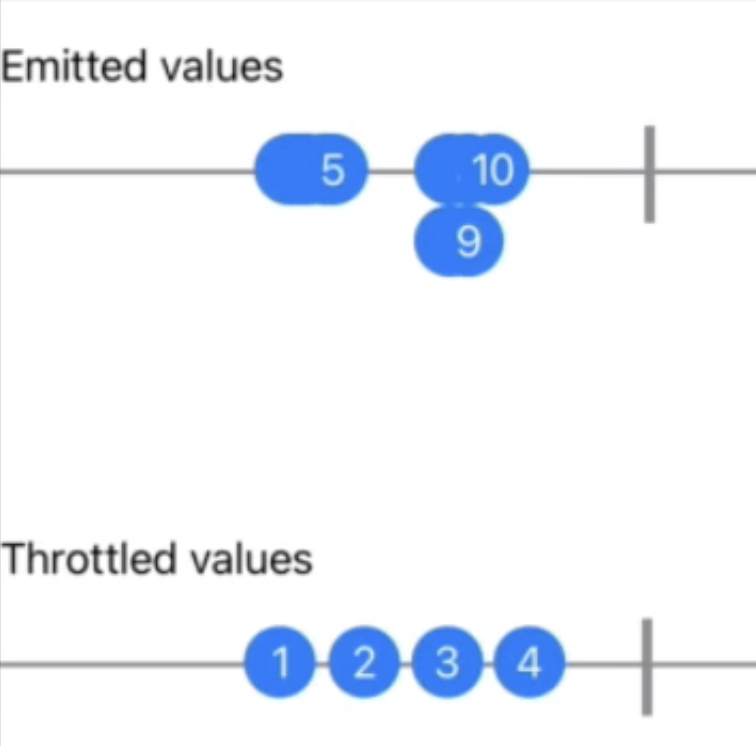 Emitted values
5 10
9
Throttled values
1 2 3 4